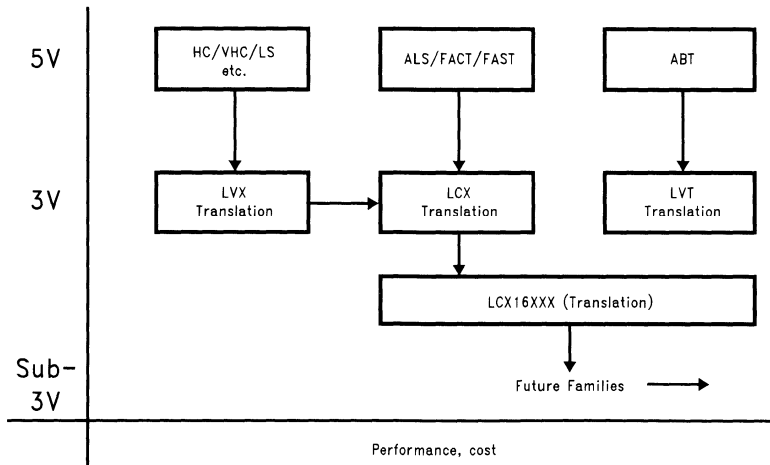 5V
HC/VHC/LS
etc.
ALS/FACT/FAST
ABT
3V
LVX
Translation
LCX
Translation
LVT
Translation
LCX16XXX (Translation)
Sub-
3V
Future Families
Performance, cost